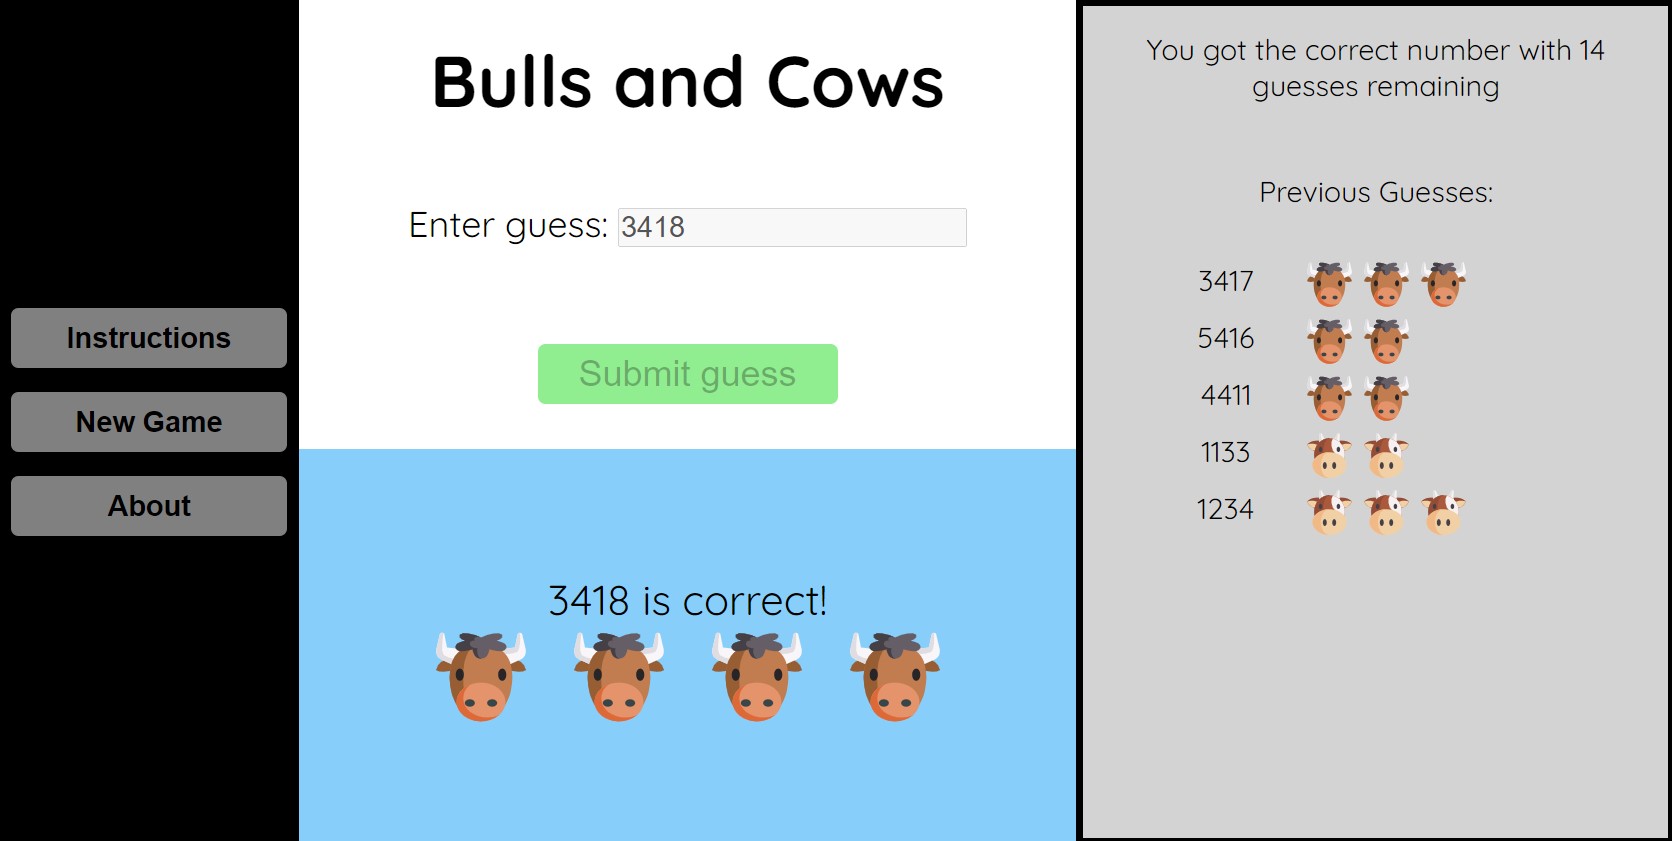 Instructions
New Game
About
Bulls and Cows
Enter guess: 3418
Submit guess
3418 is correct!
You got the correct number with 14
guesses remaining
Previous Guesses:
3417
5416
4411
1133
1234